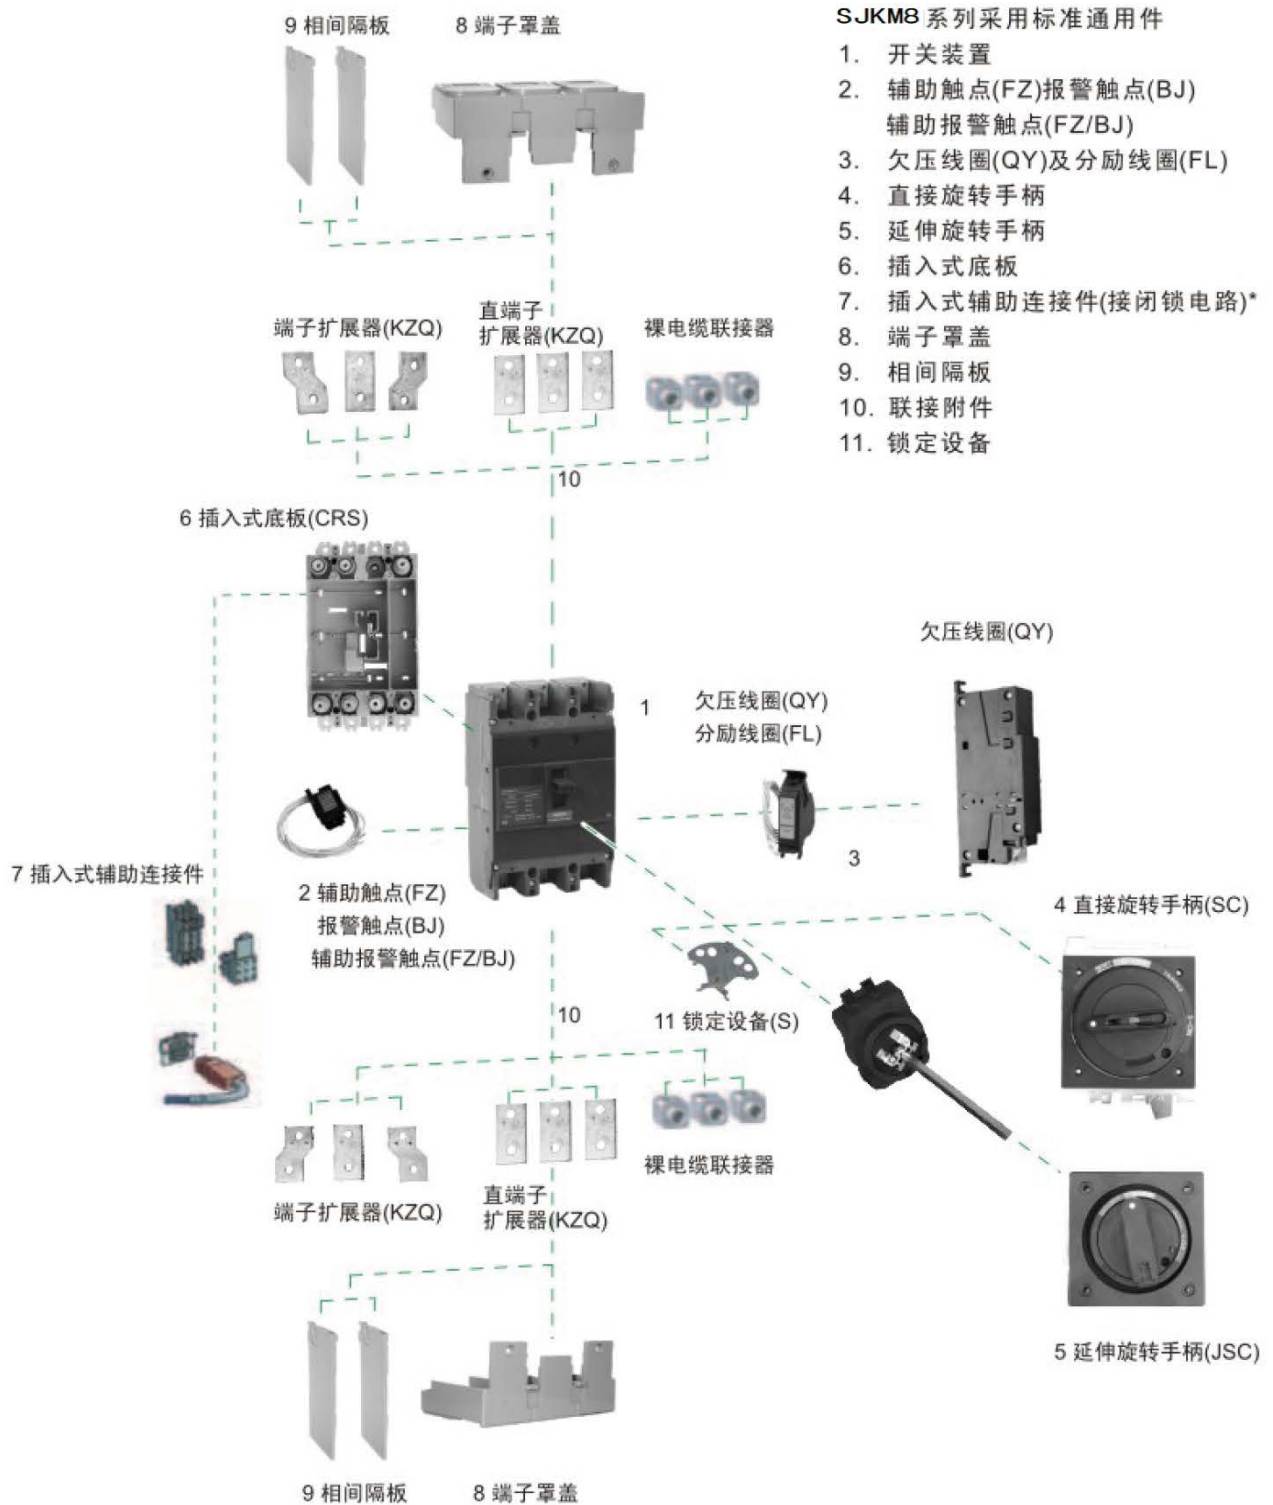 9 相间隔板
8 端子罩盖
SJKM8 系列采用标准通用件
1. 开关装置
2. 辅助触点(FZ)报警触点(BJ)
辅助报警触点(FZ/BJ)
3. 欠压线圈(QY)及分励线圈(FL)
4. 直接旋转手柄
5. 延伸旋转手柄
6. 插入式底板
7. 插入式辅助连接件(接闭锁电路)*
8. 端子罩盖
9. 相间隔板
10. 联接附件
11. 锁定设备
端子扩展器(KZQ)
直端子
扩展器(KZQ)
裸电缆联接器
10
6 插入式底板(CRS)
欠压线圈(QY)
1
欠压线圈(QY)
分励线圈(FL)
3
7 插入式辅助连接件
2 辅助触点(FZ)
报警触点(BJ)
辅助报警触点(FZ/BJ)
4 直接旋转手柄(SC)
10
11 锁定设备(S)
端子扩展器(KZQ)
直端子
扩展器(KZQ)
裸电缆联接器
5 延伸旋转手柄(JSC)
9 相间隔板
8 端子罩盖